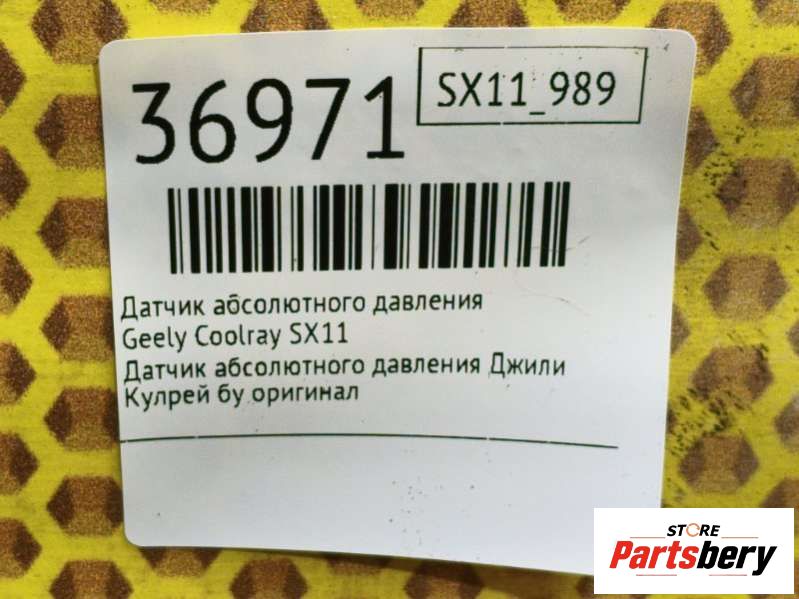 36971
SX11_989
Датчик абсолютного давления
Geely Coolray SX11
Датчик абсолютного давления Джили
Кулрей бу оригинал
STORE
Partsbery